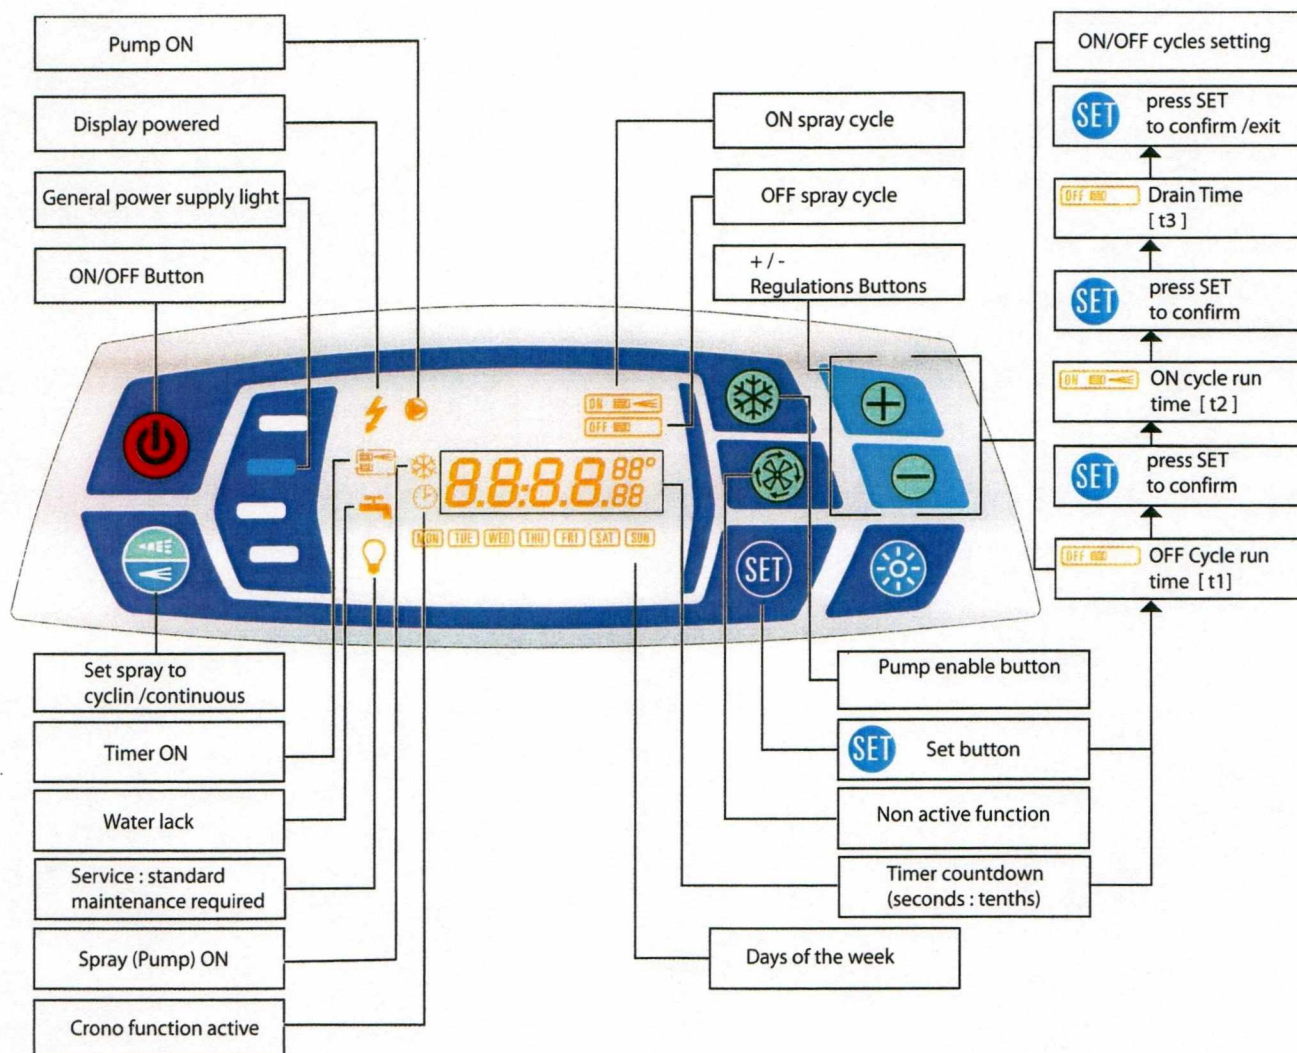 Pump ON
Display powered
General power supply light
ON/OFF Button
ON spray cycle
OFF spray cycle
+ / -
Regulations Buttons
ON/OFF cycles setting
SET
press SET
to confirm /exit
OFF
Drain Time
[ t3 ]
SET
press SET
to confirm
ON
ON cycle run
time [ t2 ]
SET
press SET
to confirm
OFF
OFF Cycle run
time [ t1]
ON
OFF
8.8:8.8.88°
88
MON TUE WED THU FRI SAT SUN
SET
Set spray to
cyclin /continuous
Timer ON
Water lack
Service : standard
maintenance required
Spray (Pump) ON
Crono function active
Pump enable button
SET
Set button
Non active function
Timer countdown
(seconds : tenths)
Days of the week